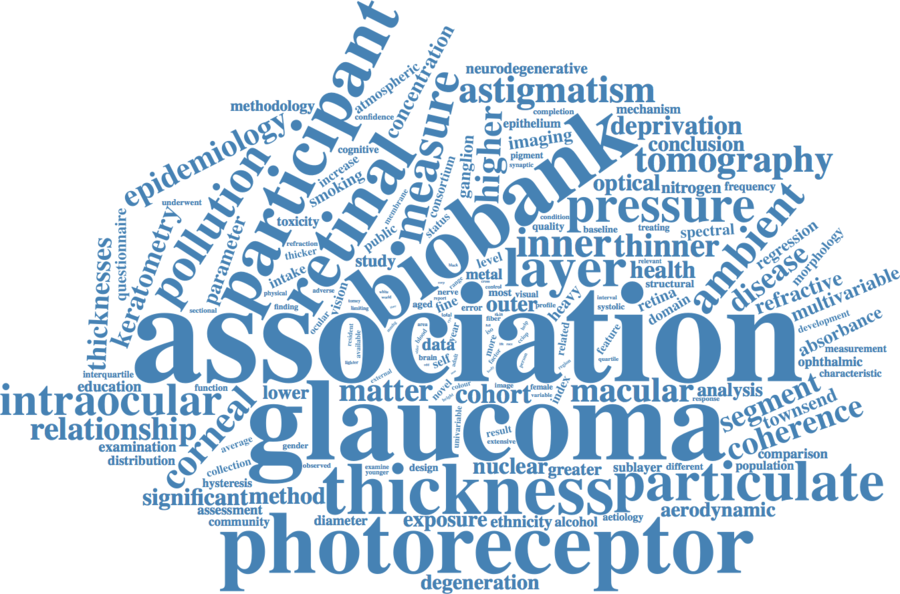 participant
atmospheric
concentration
neurodegenerative
methodology
confidence
astigmatism
completion
mechanism
epidemiology
cognitive
measure
higher
epithelium
deprivation
imaging
conclusion
pollution
increase
smoking
retinal
ganglion
consortium
biobank
pigment
synaptic
tomography
optical
nitrogen
frequency
underwent
membrane
toxicity
public
status
condition
quality
baseline
pressure
treating
spectral
ambient
questionnaire
keratometry
parameter
refraction
thicker
study
inner
thinner
regression
morphology
thicknesses
intake
physical
adverse
level
metal
layer
relevant
health
structural
disease
refractive
multivariable
sectional
finding
ocular
vision
limiting
aged
fine
nerve
report
most
visual
outer
profile
error
heavy
interval
systolic
retina
domain
development
absorbance
measurement
association
resident
available
data
brain
self
year
more
factor
related
feature
quartile
ophthalmic
characteristic
interquartile
education
function
external
intraocular
lower
matter
novel
colour
image
cohort
female
variable
index
macular
response
analysis
segment
townsend
relationship
corneal
glaucoma
univariable
result
extensive
coherence
examination
average
gender
distribution
collection
observed
examine
younger
design
nuclear
greater
sublayer
different
population
comparison
hysteresis
significant
method
thickness
particulate
assessment
community
diameter
exposure
ethnicity
alcohol
aetiology
aerodynamic
photoreceptor
degeneration